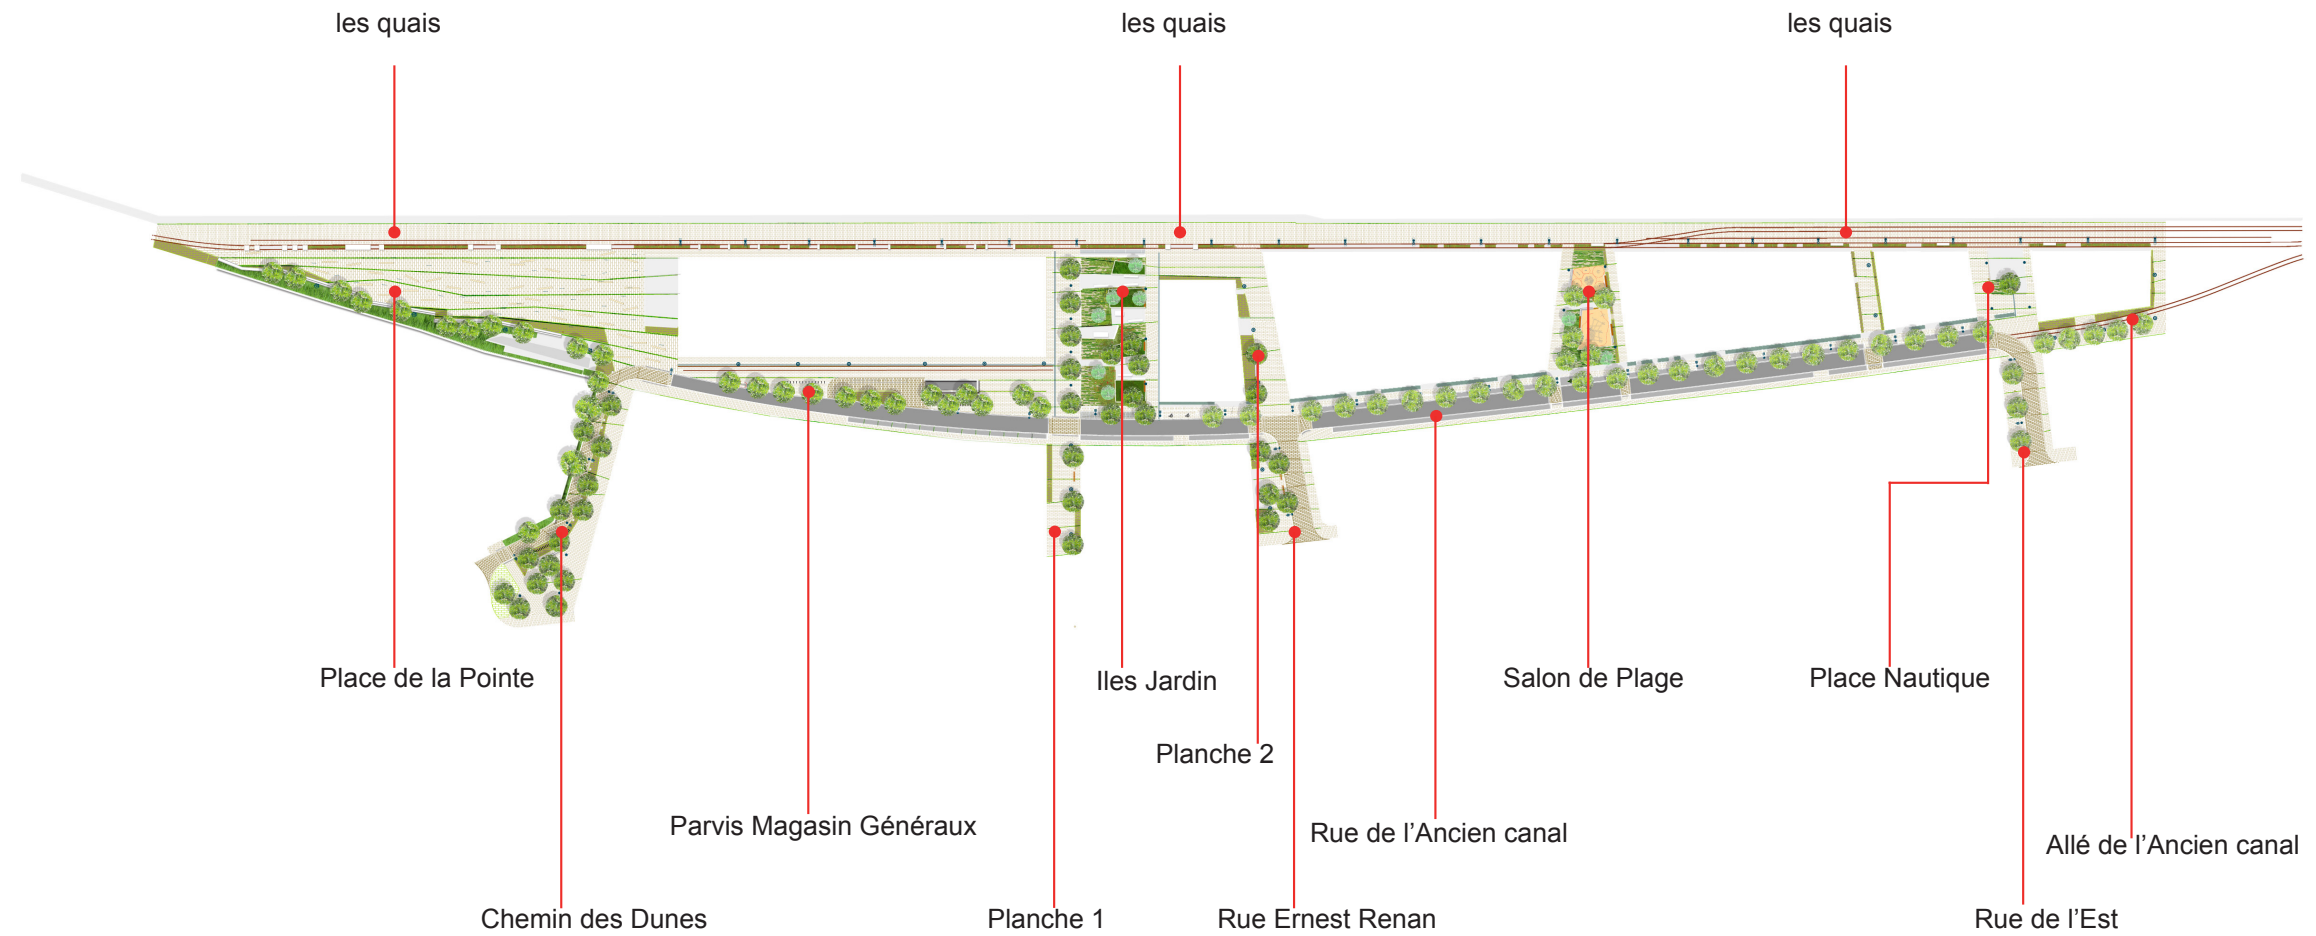 les quais
les quais
les quais
Place de la Pointe
Iles Jardin
Salon de Plage
Place Nautique
Planche 2
Parvis Magasin Généraux
Rue de l’Ancien canal
Allé de l’Ancien canal
Chemin des Dunes
Planche 1
Rue Ernest Renan
Rue de l’Est